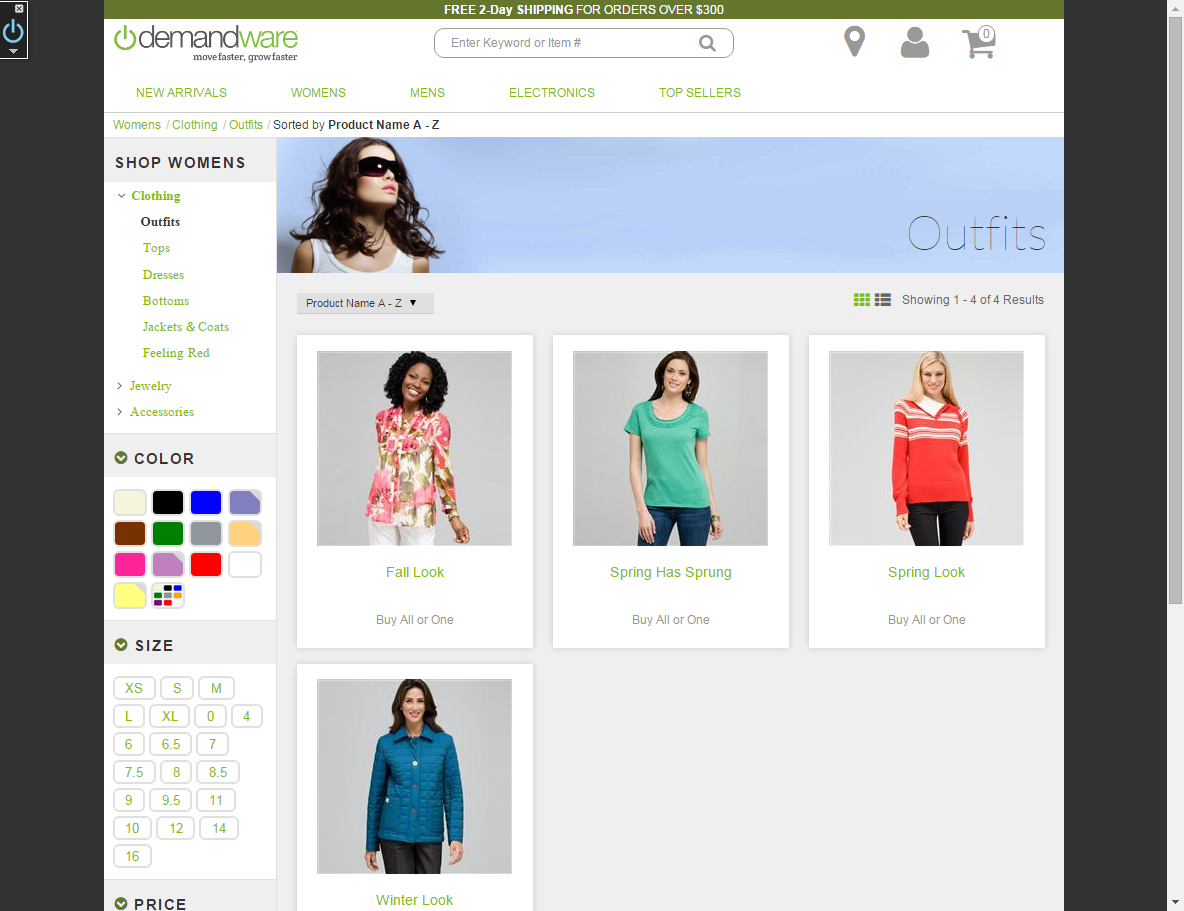 FREE 2-Day SHIPPING FOR ORDERS OVER $300
demandware
move faster, grow faster
Enter Keyword or Item #
0
NEW ARRIVALS WOMENS MENS ELECTRONICS TOP SELLERS
Womens / Clothing / Outfits / Sorted by Product Name A - Z
SHOP WOMENS
Clothing
Outfits
Tops
Dresses
Bottoms
Jackets & Coats
Feeling Red
Jewelry
Accessories
COLOR
SIZE
XS S M
L XL 0 4
6 6.5 7
7.5 8 8.5
9 9.5 11
10 12 14
16
PRICE
Outfits
Product Name A - Z ▼
Showing 1 - 4 of 4 Results
Fall Look
Buy All or One
Spring Has Sprung
Buy All or One
Spring Look
Buy All or One
Winter Look